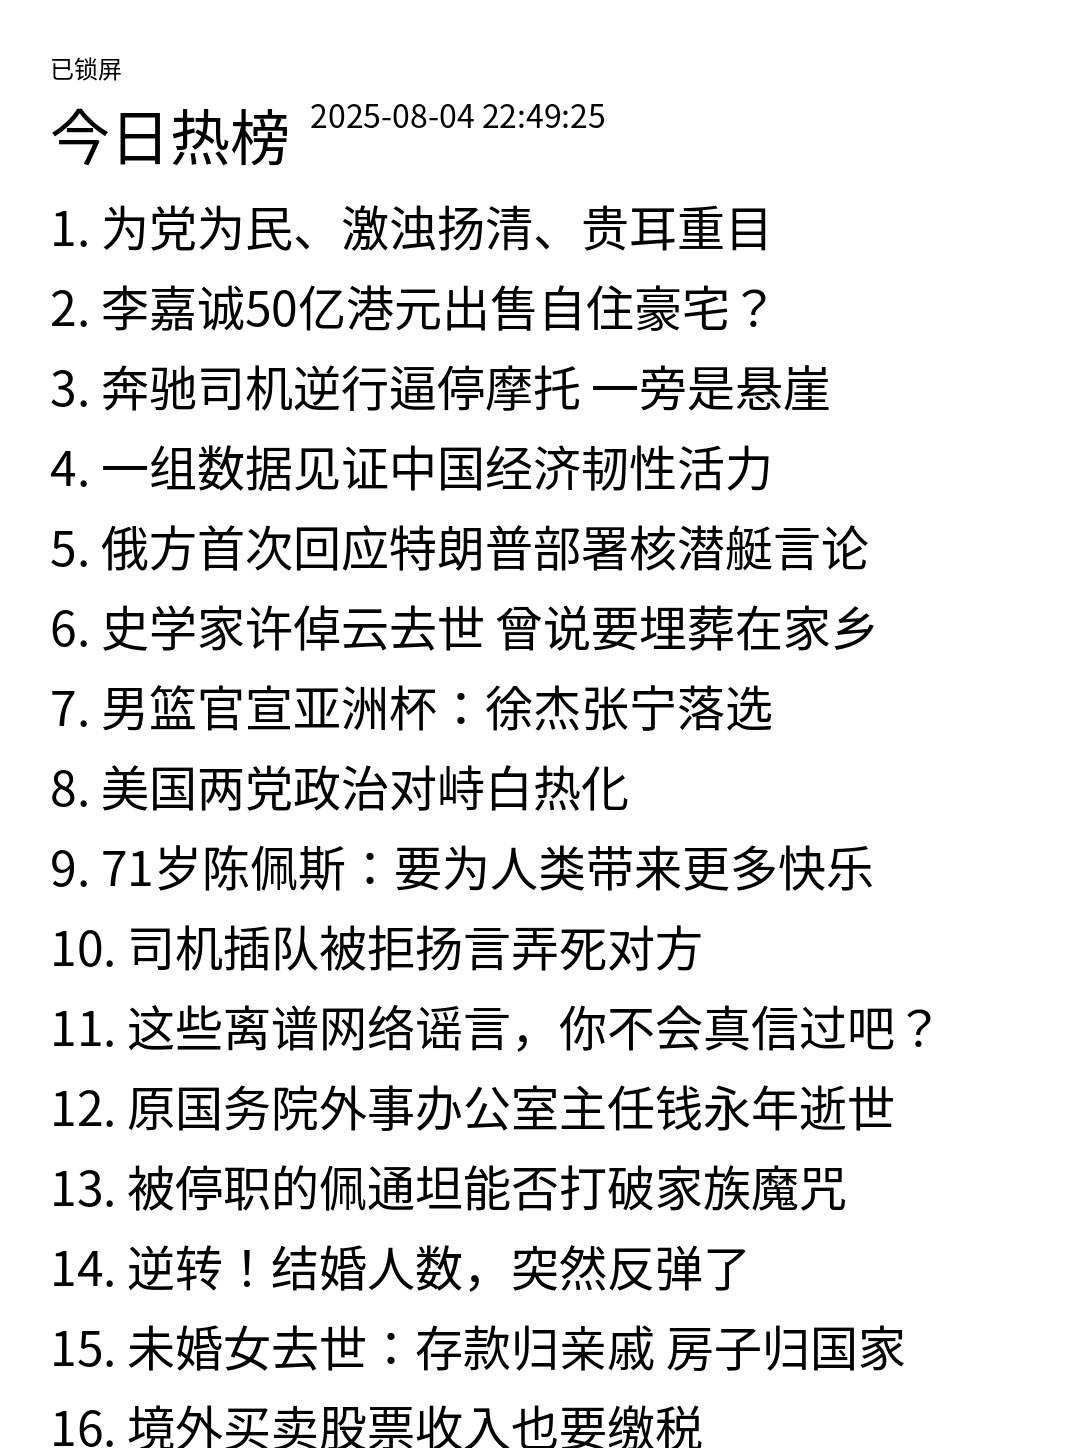 已锁屏
今日热榜 2025-08-04 22:49:25
1. 为党为民、激浊扬清、贵耳重目
2. 李嘉诚50亿港元出售自住豪宅？
3. 奔驰司机逆行逼停摩托 一旁是悬崖
4. 一组数据见证中国经济韧性活力
5. 俄方首次回应特朗普部署核潜艇言论
6. 史学家许倬云去世 曾说要埋葬在家乡
7. 男篮官宣亚洲杯：徐杰张宁落选
8. 美国两党政治对峙白热化
9. 71岁陈佩斯：要为人类带来更多快乐
10. 司机插队被拒扬言弄死对方
11. 这些离谱网络谣言，你不会真信过吧？
12. 原国务院外事办公室主任钱永年逝世
13. 被停职的佩通坦能否打破家族魔咒
14. 逆转！结婚人数，突然反弹了
15. 未婚女去世：存款归亲戚 房子归国家
16. 境外买卖股票收入也要缴税